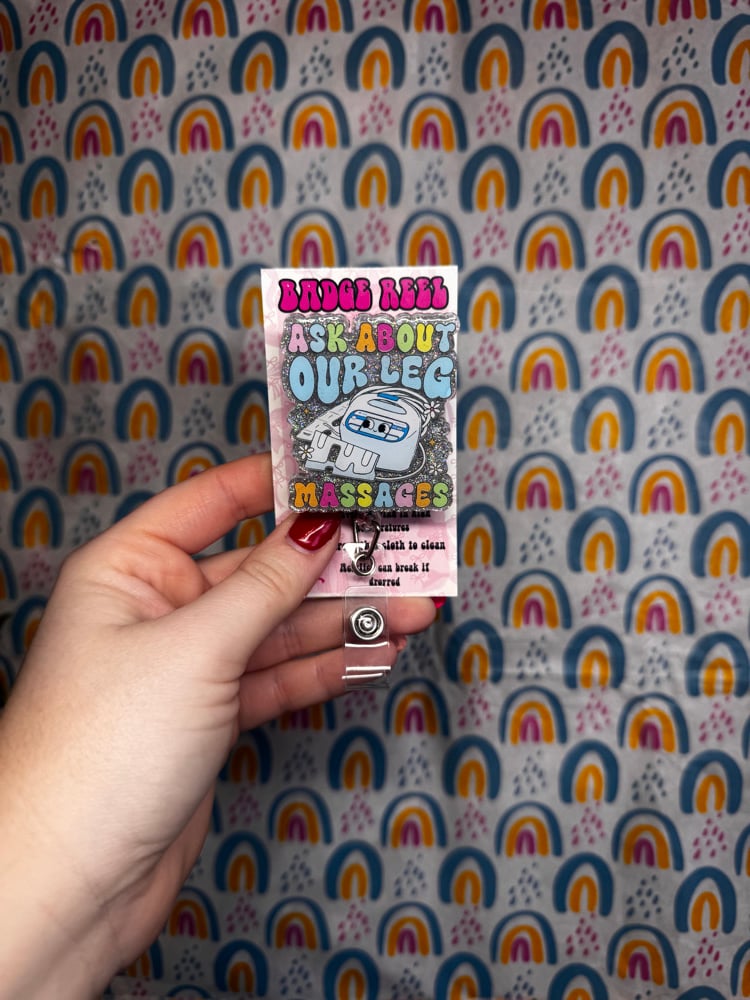 BADGE REEL
ASK ABOUT
OUR LEG
MASSAGES
cloth to clean
can break if